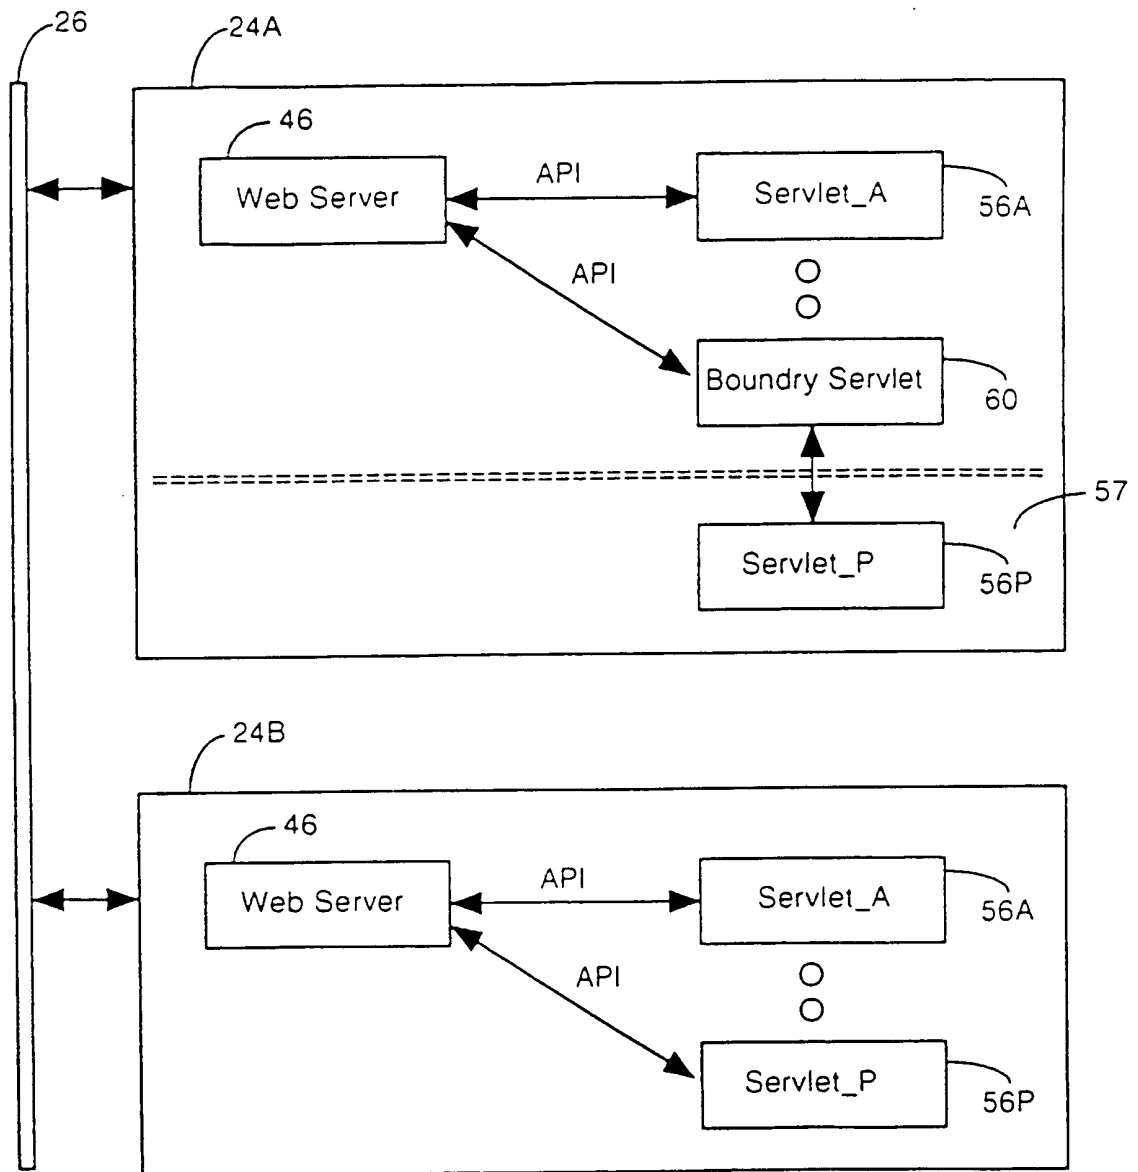 26
24A
46
Web Server
API
Servlet_A
56A
API
Boundry Servlet
60
57
Servlet_P
56P
24B
46
Web Server
API
Servlet_A
56A
API
Servlet_P
56P